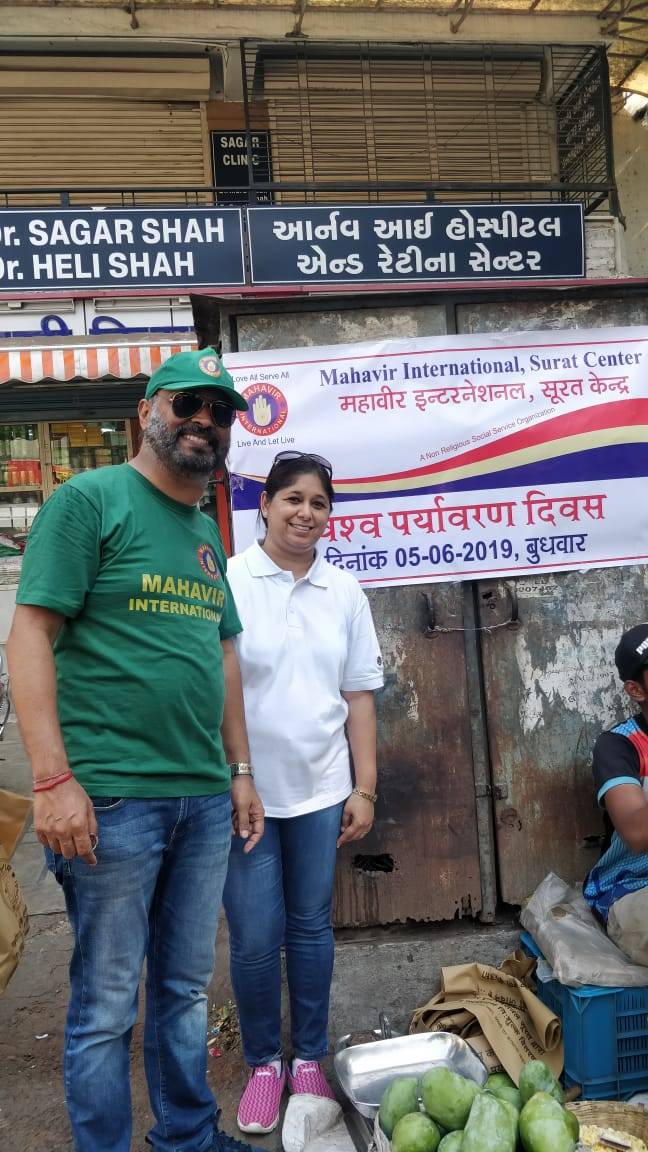 SAGAR
CLINIC
Dr. SAGAR SHAH
Dr. HELI SHAH
આર્નવ આઈ હોસ્પીટલ
એન્ડ રેટીના સેન્ટર
Love All Serve All
MAHAVIR
INTERNATIONAL
Live And Let Live
Mahavir International, Surat Center
महावीर इन्टरनेशनल, सूरत केन्द्र
A Non Religious Social Service Organization
विश्व पर्यावरण दिवस
दिनांक 05-06-2019, बुधवार
MAHAVIR
INTERNATIONAL